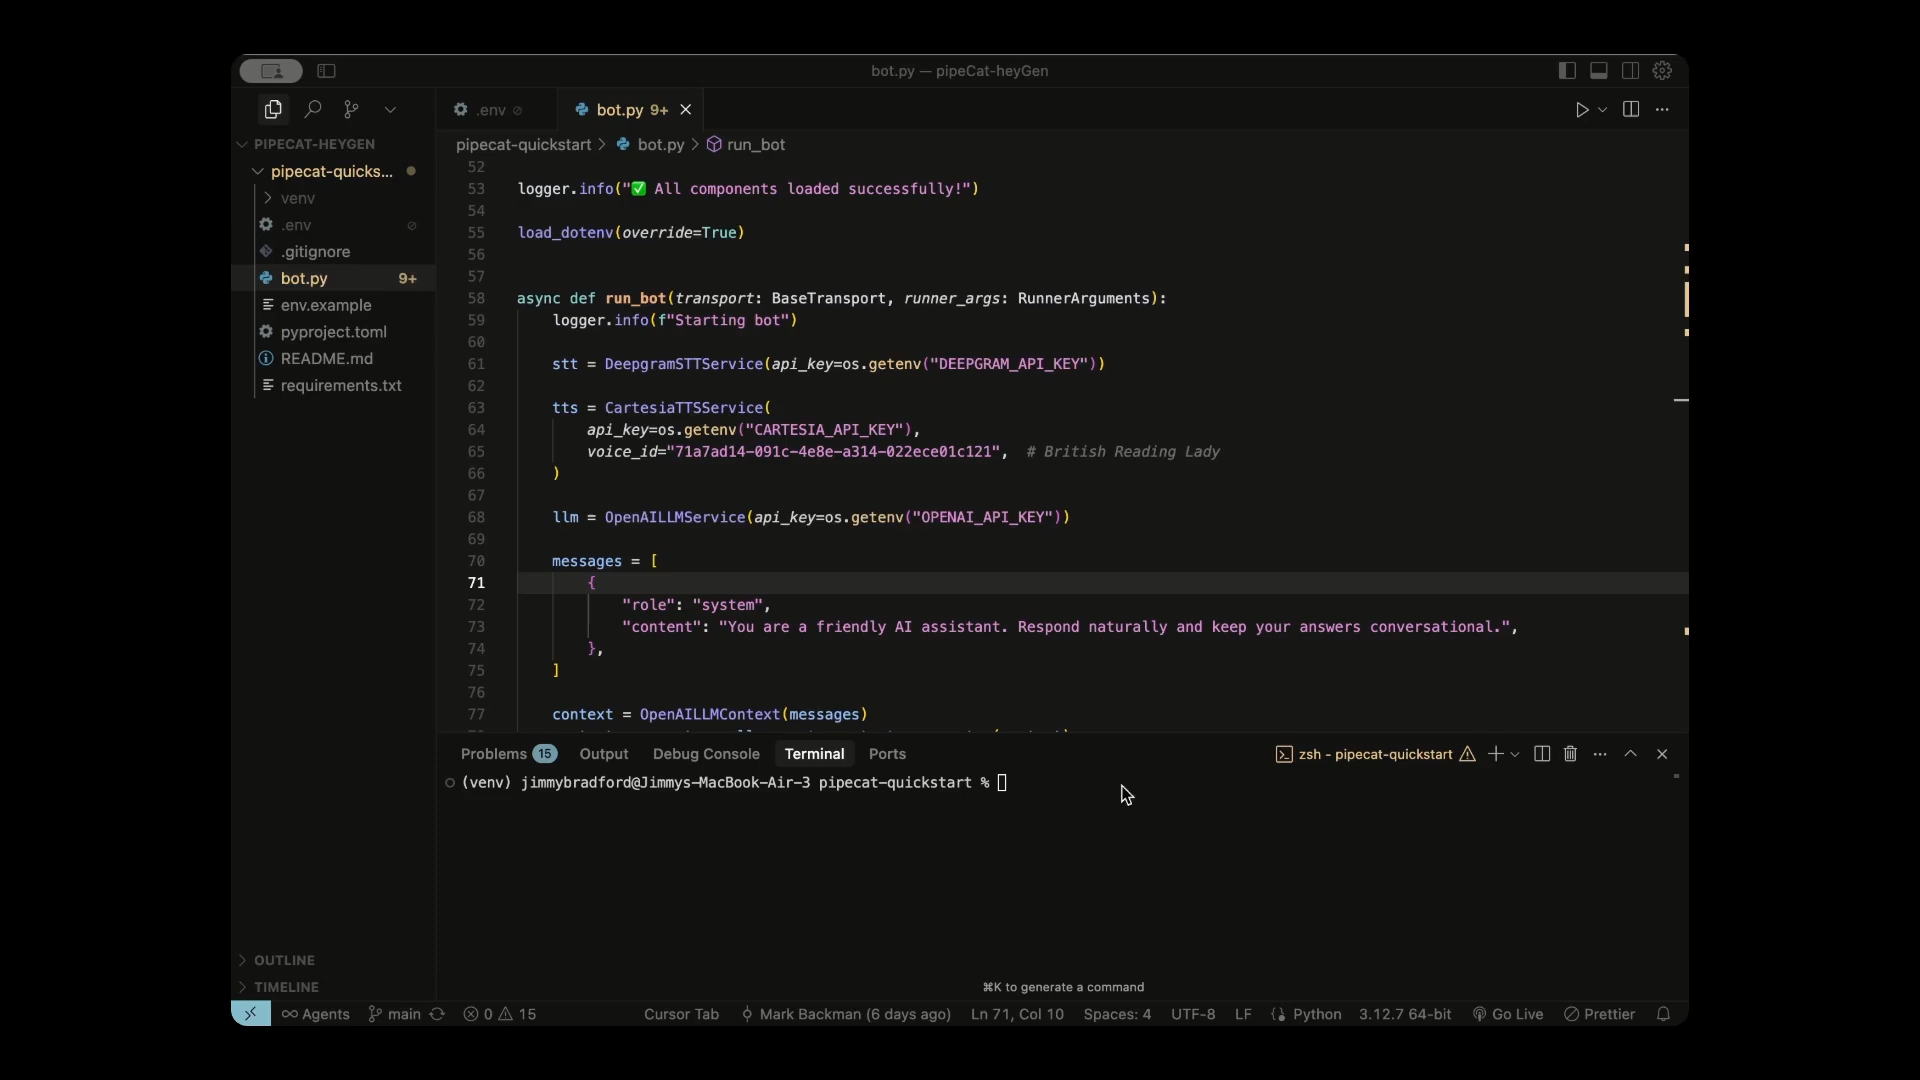 bot.py — pipeCat-heyGen
.env
bot.py 9+
PIPECAT-HEYGEN
pipecat-quicks...
venv
.env
.gitignore
bot.py 9+
env.example
pyproject.toml
README.md
requirements.txt
OUTLINE
TIMELINE
pipecat-quickstart > bot.py > run_bot
52
53 logger.info("✅ All components loaded successfully!")
54
55 load_dotenv(override=True)
56
57
58 async def run_bot(transport: BaseTransport, runner_args: RunnerArguments):
59 logger.info(f"Starting bot")
60
61 stt = DeepgramSTTService(api_key=os.getenv("DEEPGRAM_API_KEY"))
62
63 tts = CartesiaTTSService(
64 api_key=os.getenv("CARTESIA_API_KEY"),
65 voice_id="71a7ad14-091c-4e8e-a314-022ece01c121", # British Reading Lady
66 )
67
68 llm = OpenAILLMService(api_key=os.getenv("OPENAI_API_KEY"))
69
70 messages = [
71 {
72 "role": "system",
73 "content": "You are a friendly AI assistant. Respond naturally and keep your answers conversational.",
74 },
75 ]
76
77 context = OpenAILLMContext(messages)
Problems 15 Output Debug Console Terminal Ports
zsh - pipecat-quickstart
(venv) jimmybradford@Jimmys-MacBook-Air-3 pipecat-quickstart %
⌘K to generate a command
Agents main 0 15 Cursor Tab Mark Backman (6 days ago) Ln 71, Col 10 Spaces: 4 UTF-8 LF Python 3.12.7 64-bit Go Live Prettier